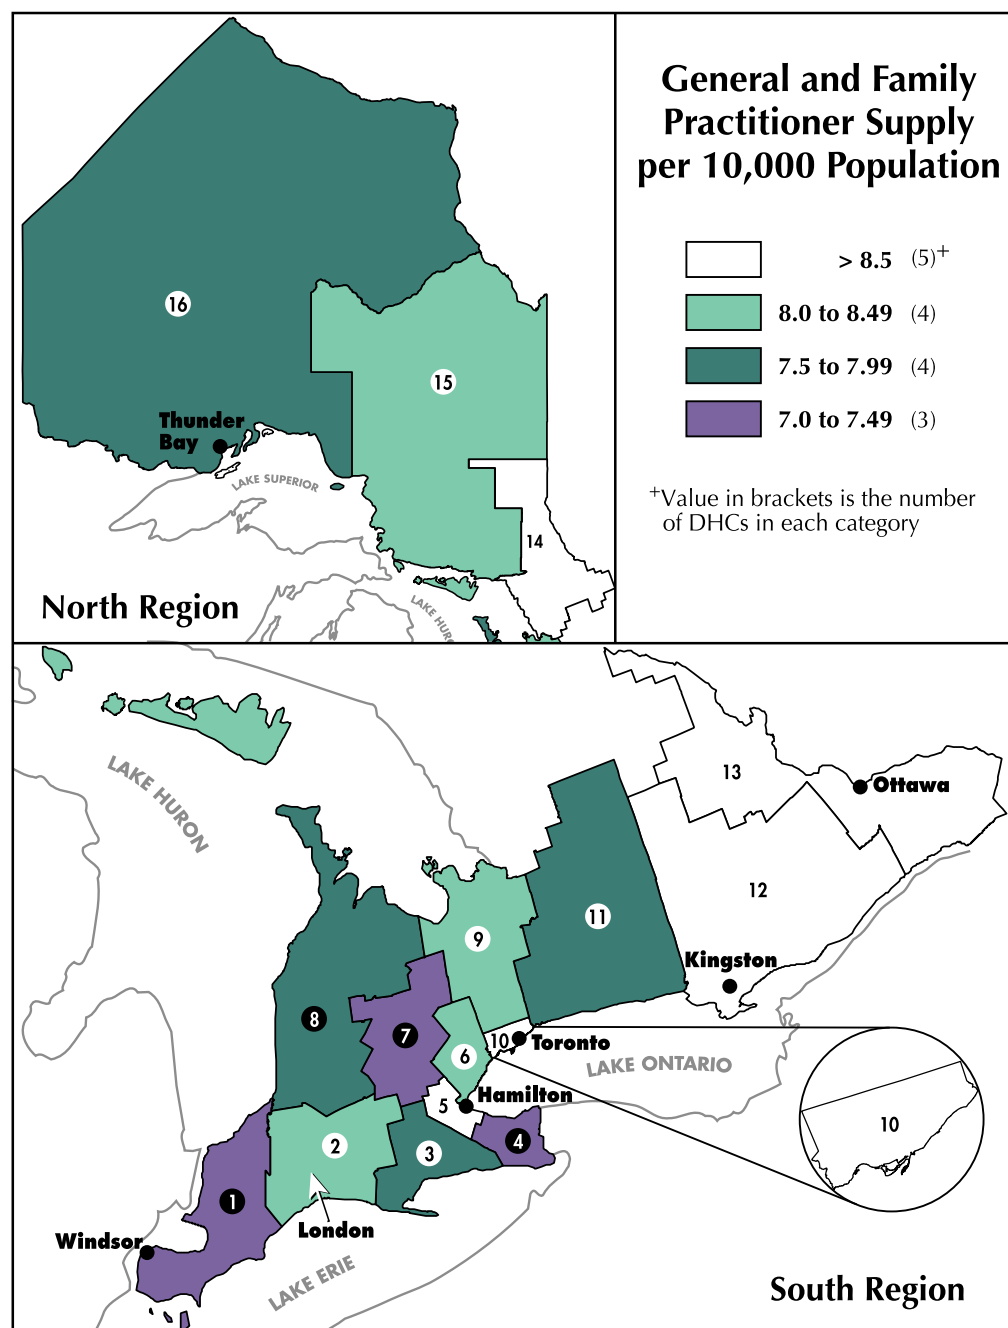 General and Family
Practitioner Supply
per 10,000 Population
> 8.5 (5)+
8.0 to 8.49 (4)
7.5 to 7.99 (4)
7.0 to 7.49 (3)
+Value in brackets is the number
of DHCs in each category
16
15
Thunder
Bay
LAKE SUPERIOR
14
LAKE HURO
North Region
13
Ottawa
LAKE HURON
12
11
9
Kingston
8
7
10
Toronto
6
LAKE ONTARIO
Hamilton
5
10
4
2
3
1
London
Windsor
LAKE ERIE
South Region